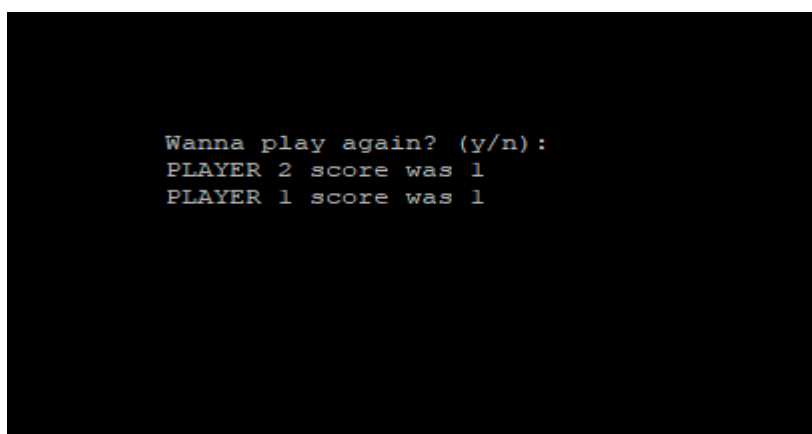 Wanna play again? (y/n):
PLAYER 2 score was 1
PLAYER 1 score was 1